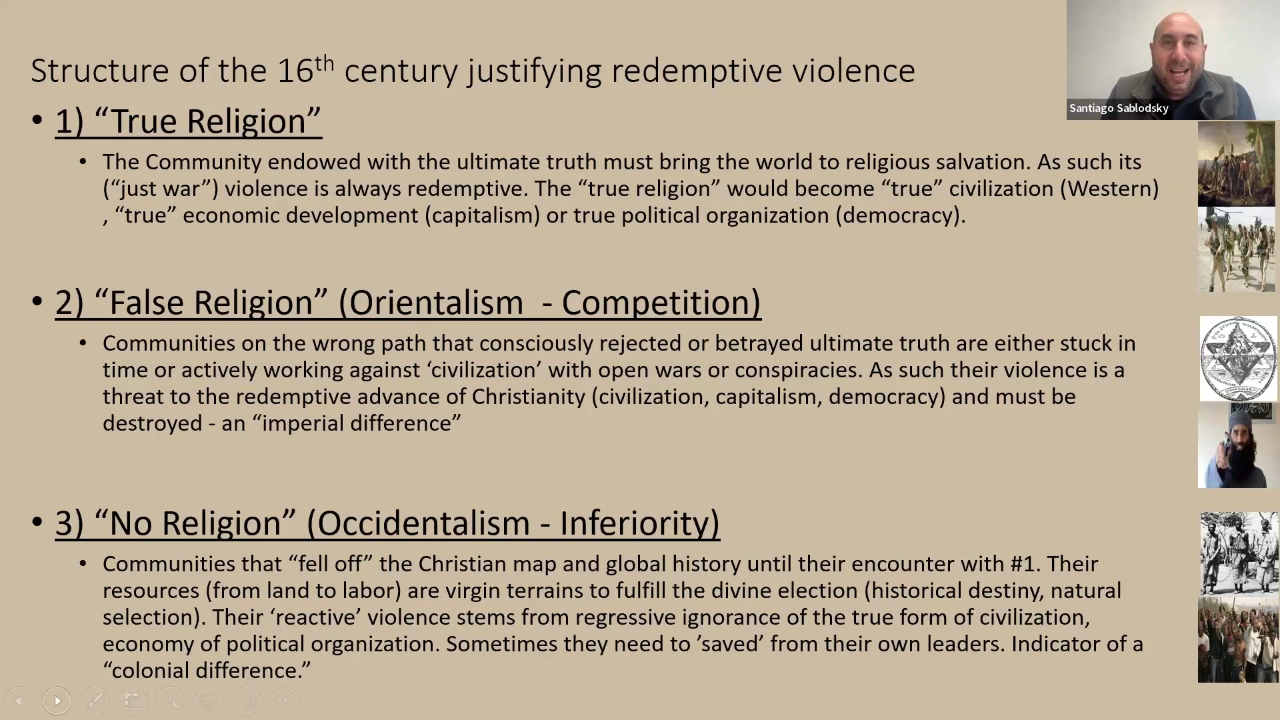 Structure of the 16th century justifying redemptive violence
Santiago Sablodsky
• 1) “True Religion”
• The Community endowed with the ultimate truth must bring the world to religious salvation. As such its
(“just war”) violence is always redemptive. The “true religion” would become “true” civilization (Western)
, “true” economic development (capitalism) or true political organization (democracy).
• 2) “False Religion” (Orientalism - Competition)
• Communities on the wrong path that consciously rejected or betrayed ultimate truth are either stuck in
time or actively working against ‘civilization’ with open wars or conspiracies. As such their violence is a
threat to the redemptive advance of Christianity (civilization, capitalism, democracy) and must be
destroyed - an “imperial difference”
• 3) “No Religion” (Occidentalism - Inferiority)
• Communities that “fell off” the Christian map and global history until their encounter with #1. Their
resources (from land to labor) are virgin terrains to fulfill the divine election (historical destiny, natural
selection). Their ‘reactive’ violence stems from regressive ignorance of the true form of civilization,
economy of political organization. Sometimes they need to ’saved’ from their own leaders. Indicator of a
“colonial difference.”